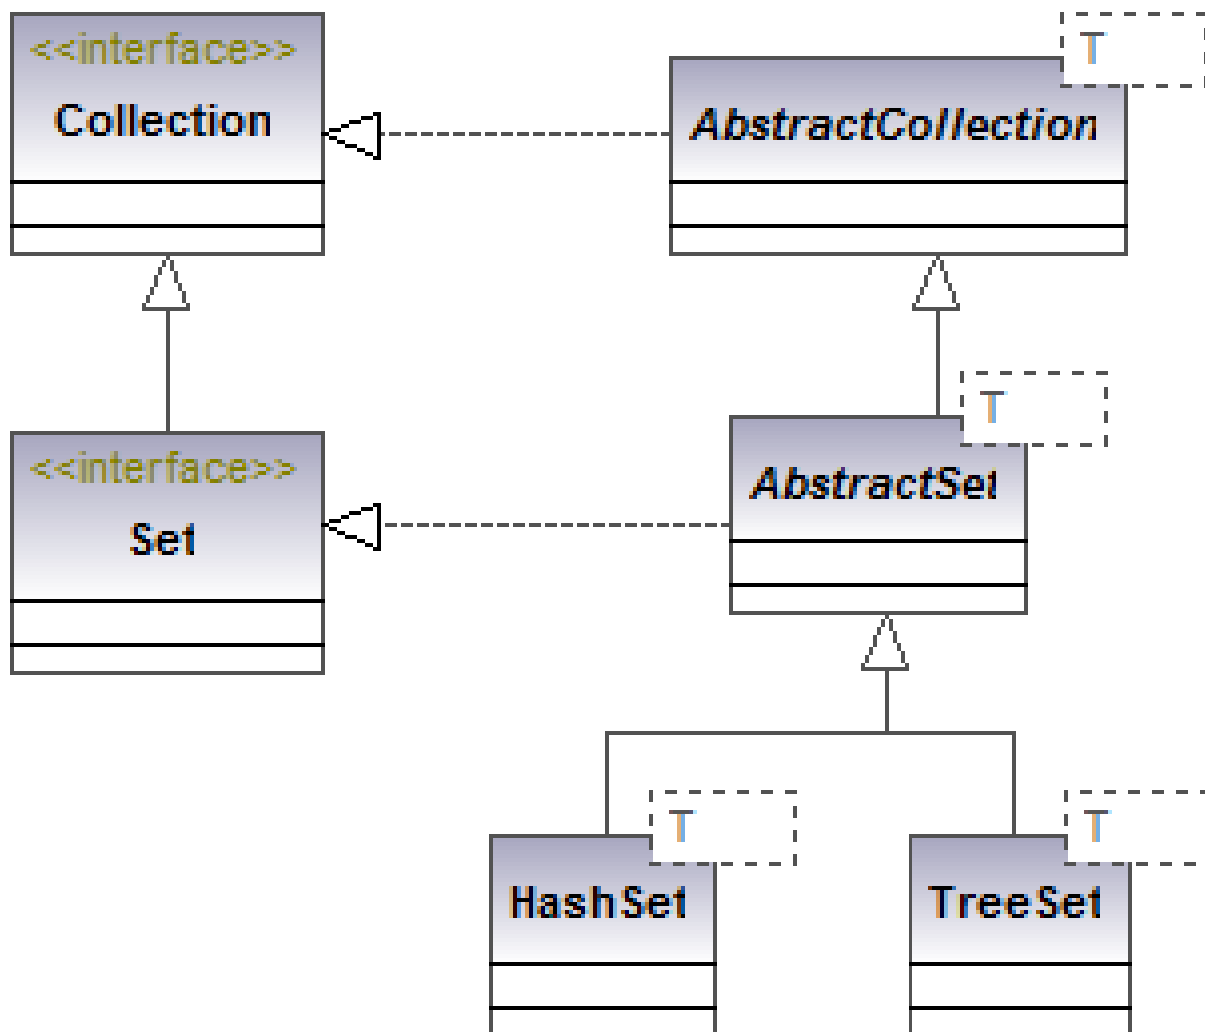 <<interface>>
Collection
T
AbstractCollection
<<interface>>
Set
T
AbstractSet
T
HashSet
T
TreeSet